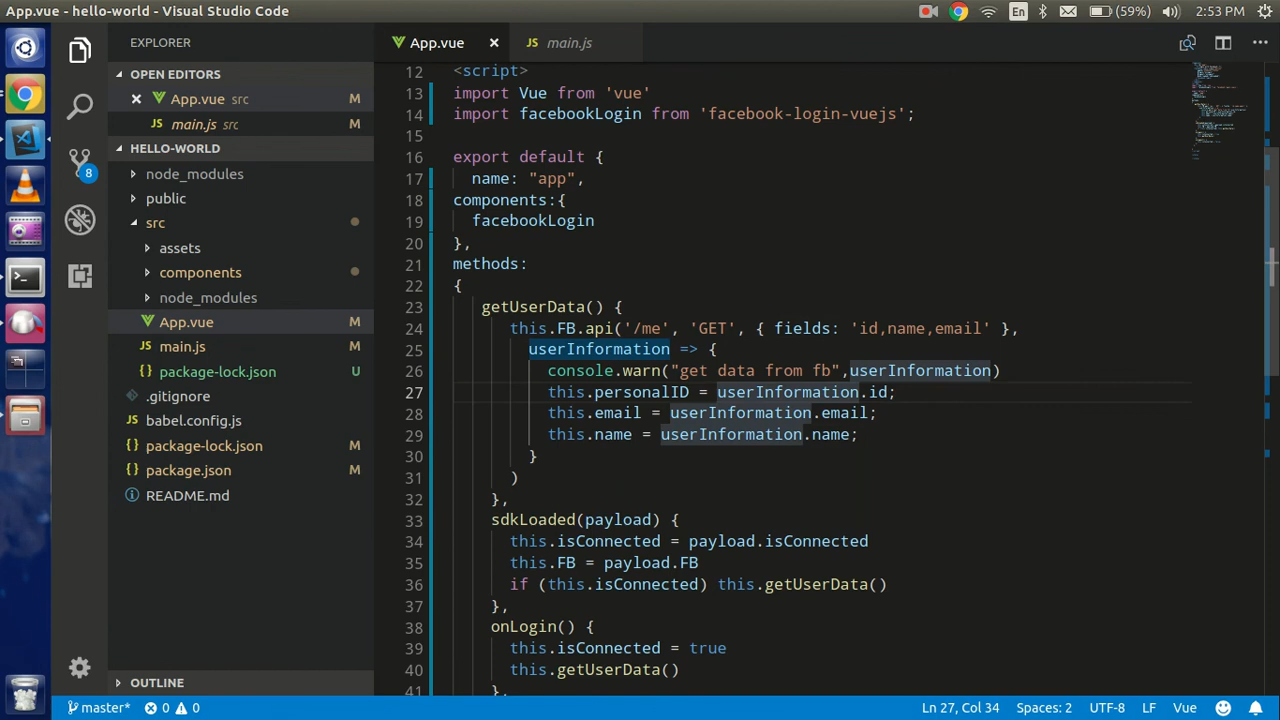 App.vue - hello-world - Visual Studio Code
En
(59%)
2:53 PM
EXPLORER
OPEN EDITORS
App.vue src M
main.js src M
HELLO-WORLD
node_modules
public
src
assets
components
node_modules
App.vue M
main.js M
package-lock.json U
.gitignore
babel.config.js
package-lock.json M
package.json M
README.md
OUTLINE
8
App.vue
main.js
12 <script>
13 import Vue from 'vue'
14 import facebookLogin from 'facebook-login-vuejs';
15
16 export default {
17 name: "app",
18 components:{
19 facebookLogin
20 },
21 methods:
22 {
23 getUserData() {
24 this.FB.api('/me', 'GET', { fields: 'id,name,email' },
25 userInformation => {
26 console.warn("get data from fb",userInformation)
27 this.personalID = userInformation.id;
28 this.email = userInformation.email;
29 this.name = userInformation.name;
30 }
31 )
32 },
33 sdkLoaded(payload) {
34 this.isConnected = payload.isConnected
35 this.FB = payload.FB
36 if (this.isConnected) this.getUserData()
37 },
38 onLogin() {
39 this.isConnected = true
40 this.getUserData()
41 },
master*
0
0
Ln 27, Col 34
Spaces: 2
UTF-8
LF
Vue